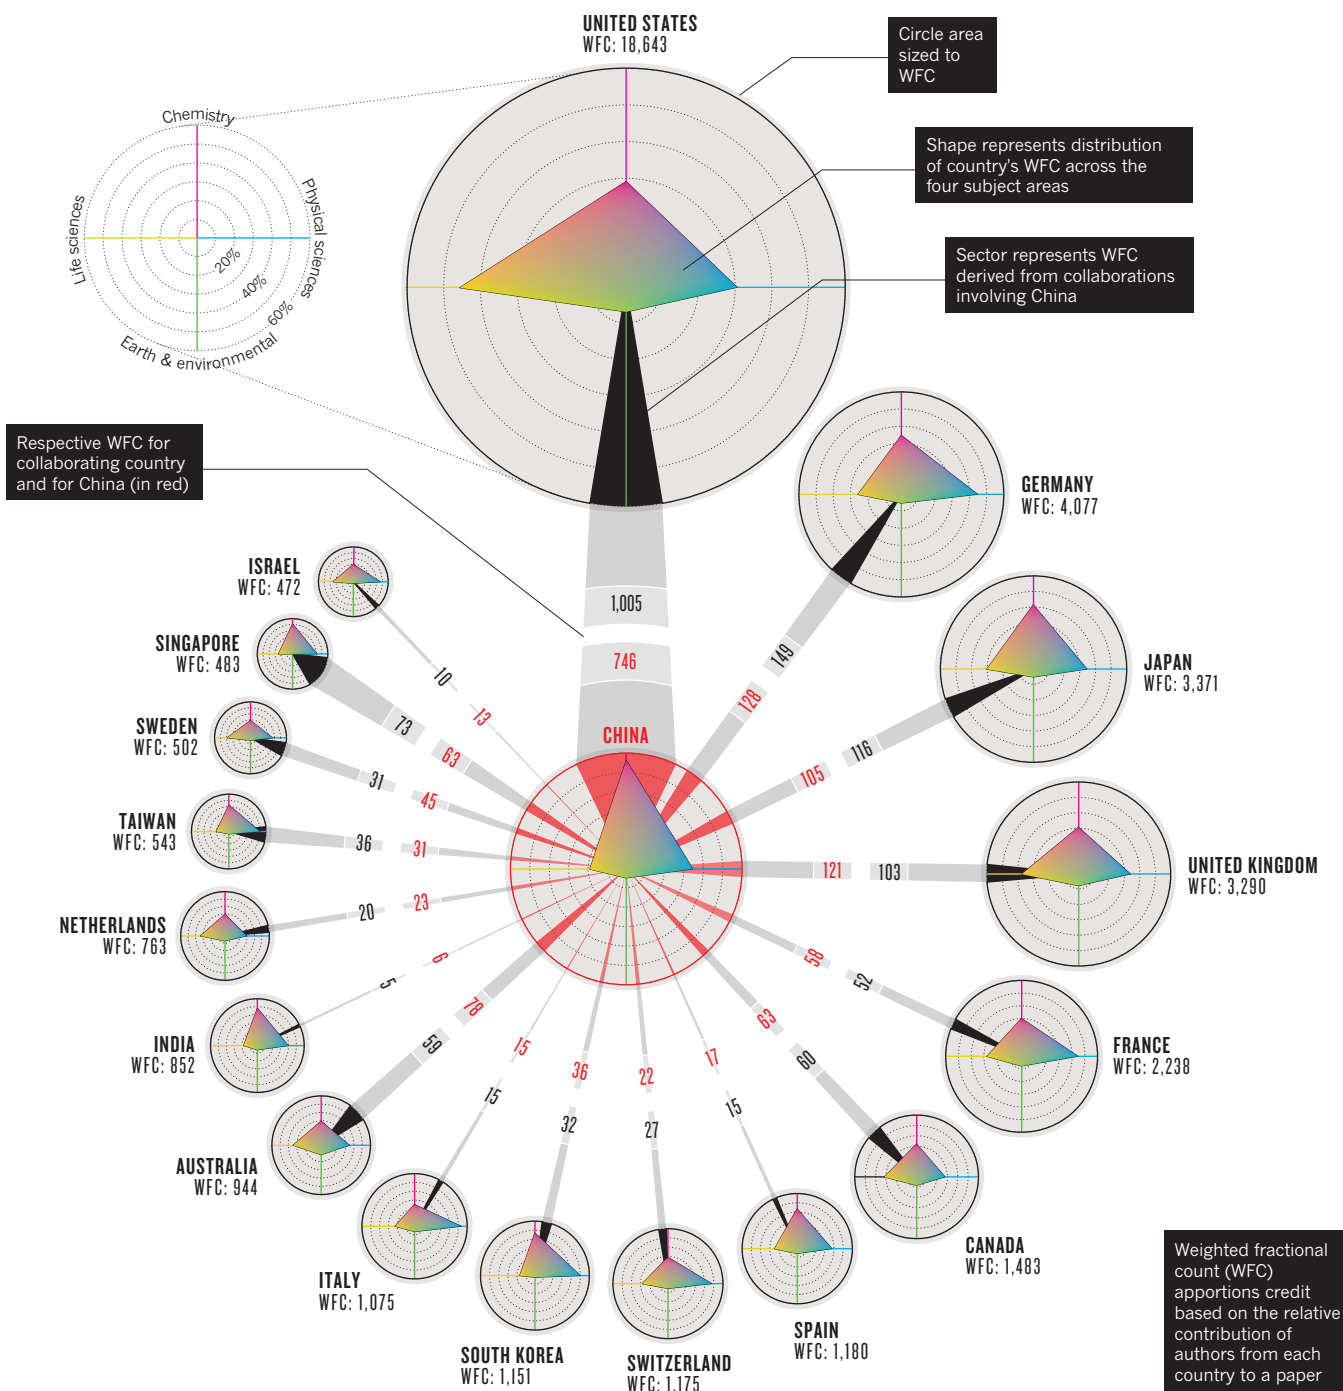 UNITED STATES
WFC: 18,643
Circle area
sized to
WFC
Chemistry
Physical sciences
Life sciences
Earth & environmental
20%
40%
60%
Shape represents distribution
of country's WFC across the
four subject areas
Sector represents WFC
derived from collaborations
involving China
Respective WFC for
collaborating country
and for China (in red)
GERMANY
WFC: 4,077
ISRAEL
WFC: 472
1,005
746
SINGAPORE
WFC: 483
149
128
JAPAN
WFC: 3,371
10
13
SWEDEN
WFC: 502
73
63
CHINA
116
105
31
45
TAIWAN
WFC: 543
36
31
121
103
UNITED KINGDOM
WFC: 3,290
NETHERLANDS
WFC: 763
20
23
5
6
58
52
INDIA
WFC: 852
59
78
63
60
FRANCE
WFC: 2,238
15
15
36
32
22
27
17
15
AUSTRALIA
WFC: 944
ITALY
WFC: 1,075
SOUTH KOREA
WFC: 1,151
SWITZERLAND
WFC: 1,175
SPAIN
WFC: 1,180
CANADA
WFC: 1,483
Weighted fractional
count (WFC)
apportions credit
based on the relative
contribution of
authors from each
country to a paper